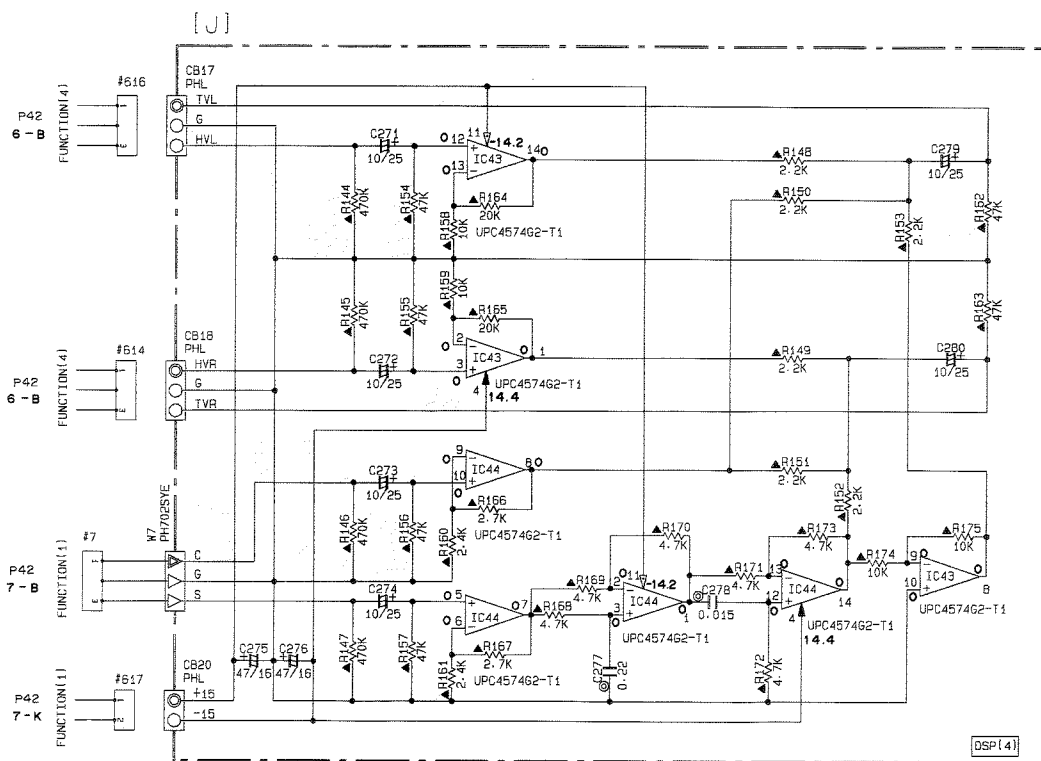 [J]
#616
CB17
PHL
P42
6-B
FUNCTION(4)
1
E
TVL
G
HVL
C271
+
10/25
R144
470K
R154
47K
12
13
11
-14.2
14
IC43
R164
20K
R158
10K
UPC4574G2-T1
R148
2.2K
R150
2.2K
R153
2.2K
C279
+
10/25
R162
47K
R159
10K
R165
20K
R145
470K
R155
47K
R163
47K
#614
CB18
PHL
P42
6-B
FUNCTION(4)
1
E
HVR
G
TVR
C272
+
10/25
2
3
IC43
1
4
UPC4574G2-T1
14.4
R149
2.2K
C280
+
10/25
C273
+
10/25
9
10
IC44
8
R166
2.7K
UPC4574G2-T1
R151
2.2K
R152
2.2K
R146
470K
R156
47K
R160
2.4K
W7
PH702SYE
#7
P42
7-B
FUNCTION(1)
F
E
C
G
S
C274
+
10/25
5
6
IC44
7
R167
2.7K
UPC4574G2-T1
R147
470K
R157
47K
R161
2.4K
R168
4.7K
R169
4.7K
R170
4.7K
2
3
11
-14.2
IC44
1
UPC4574G2-T1
C277
0.22
C278
0.015
R171
4.7K
R173
4.7K
13
12
IC44
14
4
UPC4574G2-T1
14.4
R172
4.7K
R174
10K
R175
10K
9
10
IC43
8
UPC4574G2-T1
C275
+
47/16
C276
+
47/16
#617
CB20
PHL
P42
7-K
FUNCTION(1)
1
2
+15
-15
DSP(4)